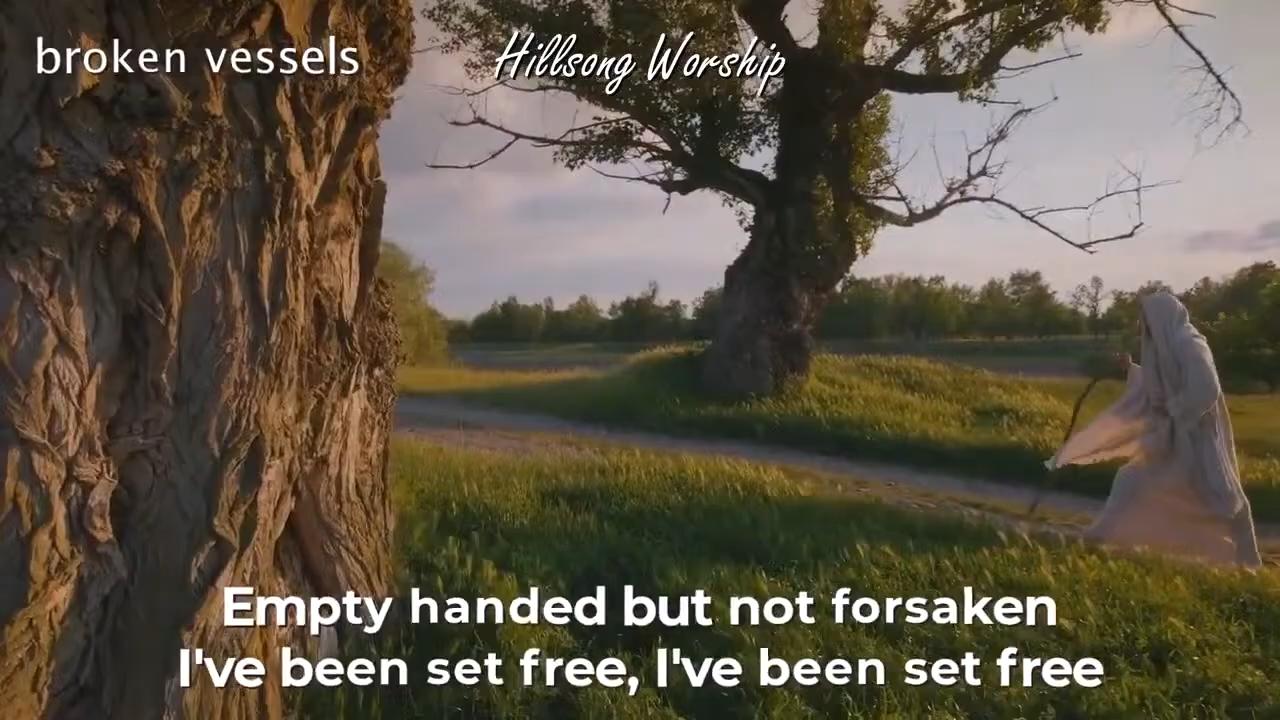 broken vessels
Hillsong Worship
Empty handed but not forsaken
I've been set free, I've been set free